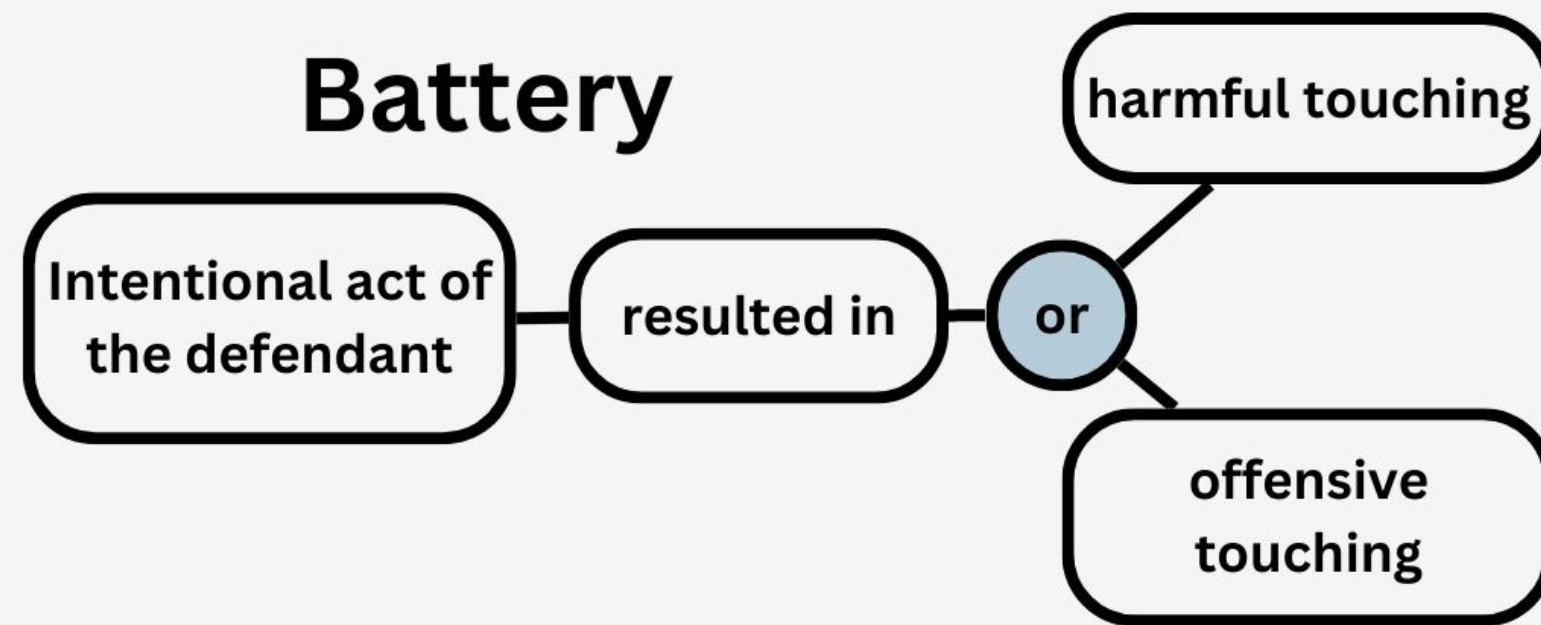 Battery
Intentional act of
the defendant
resulted in
or
harmful touching
offensive
touching